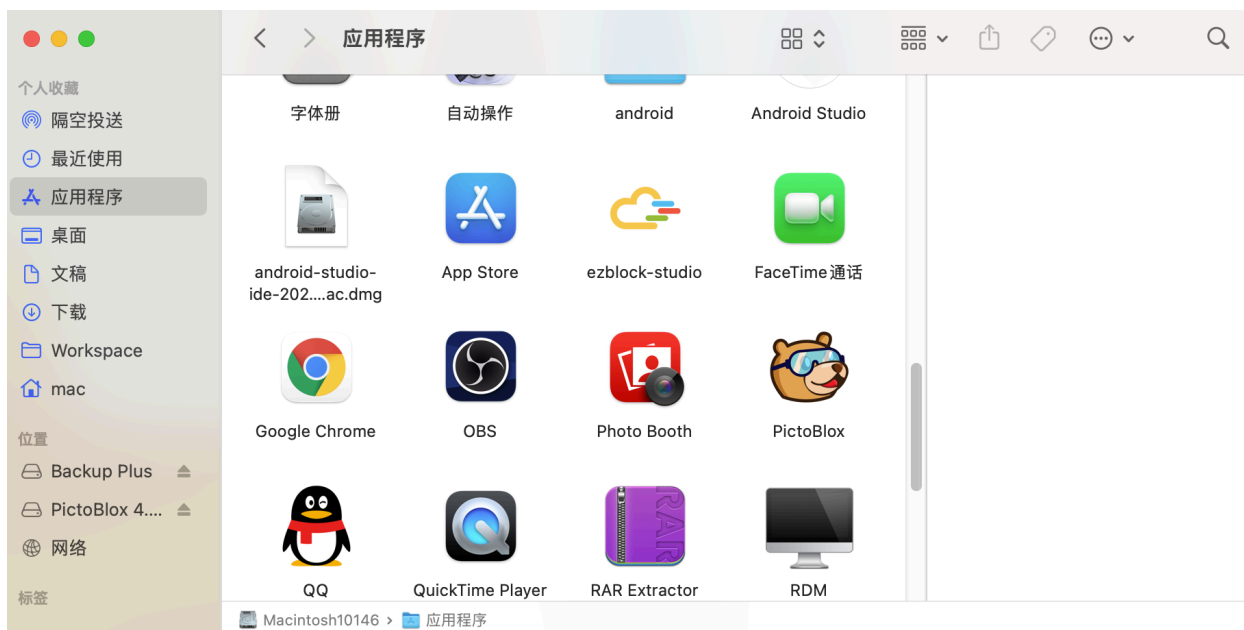 应用程序
个人收藏
隔空投送
最近使用
应用程序
桌面
文稿
下载
Workspace
mac
位置
Backup Plus
PictoBlox 4....
网络
标签
字体册
自动操作
android
Android Studio
android-studio-
ide-202....ac.dmg
App Store
ezblock-studio
FaceTime通话
Google Chrome
OBS
Photo Booth
PictoBlox
QQ
QuickTime Player
RAR
RAR Extractor
RDM
Macintosh10146 › 应用程序